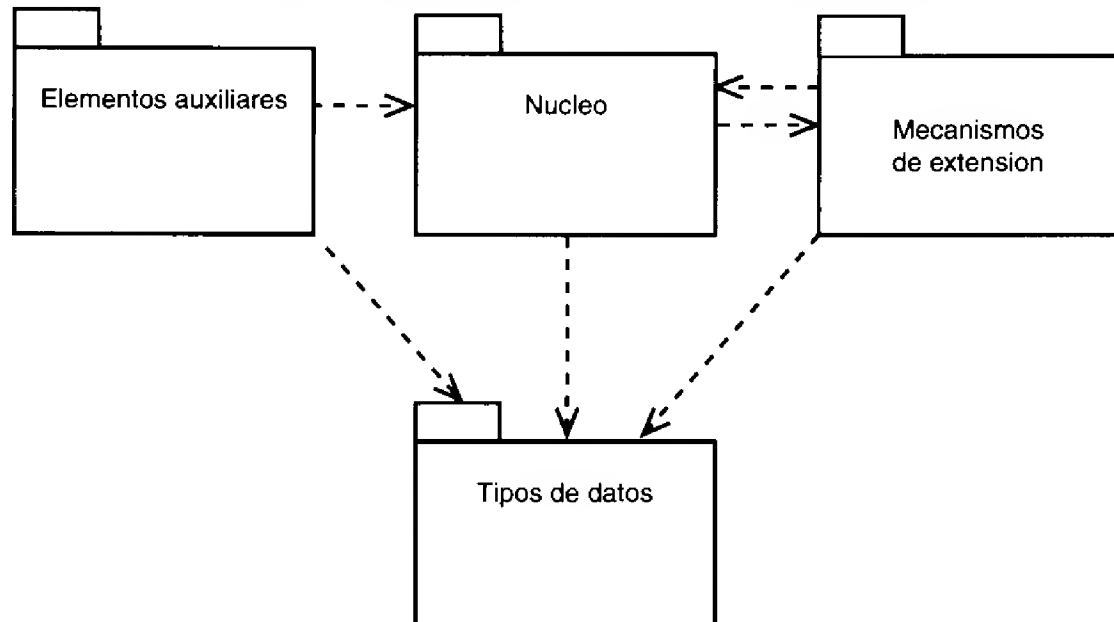 Elementos auxiliares
Nucleo
Mecanismos
de extension
Tipos de datos